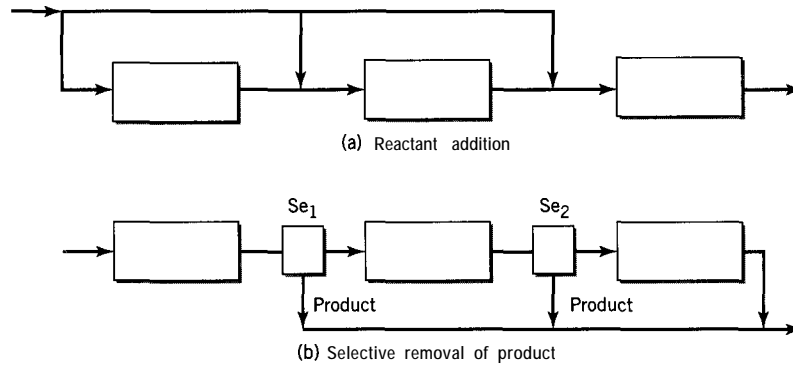 (a) Reactant addition
Se1 Se2
Product Product
(b) Selective removal of product